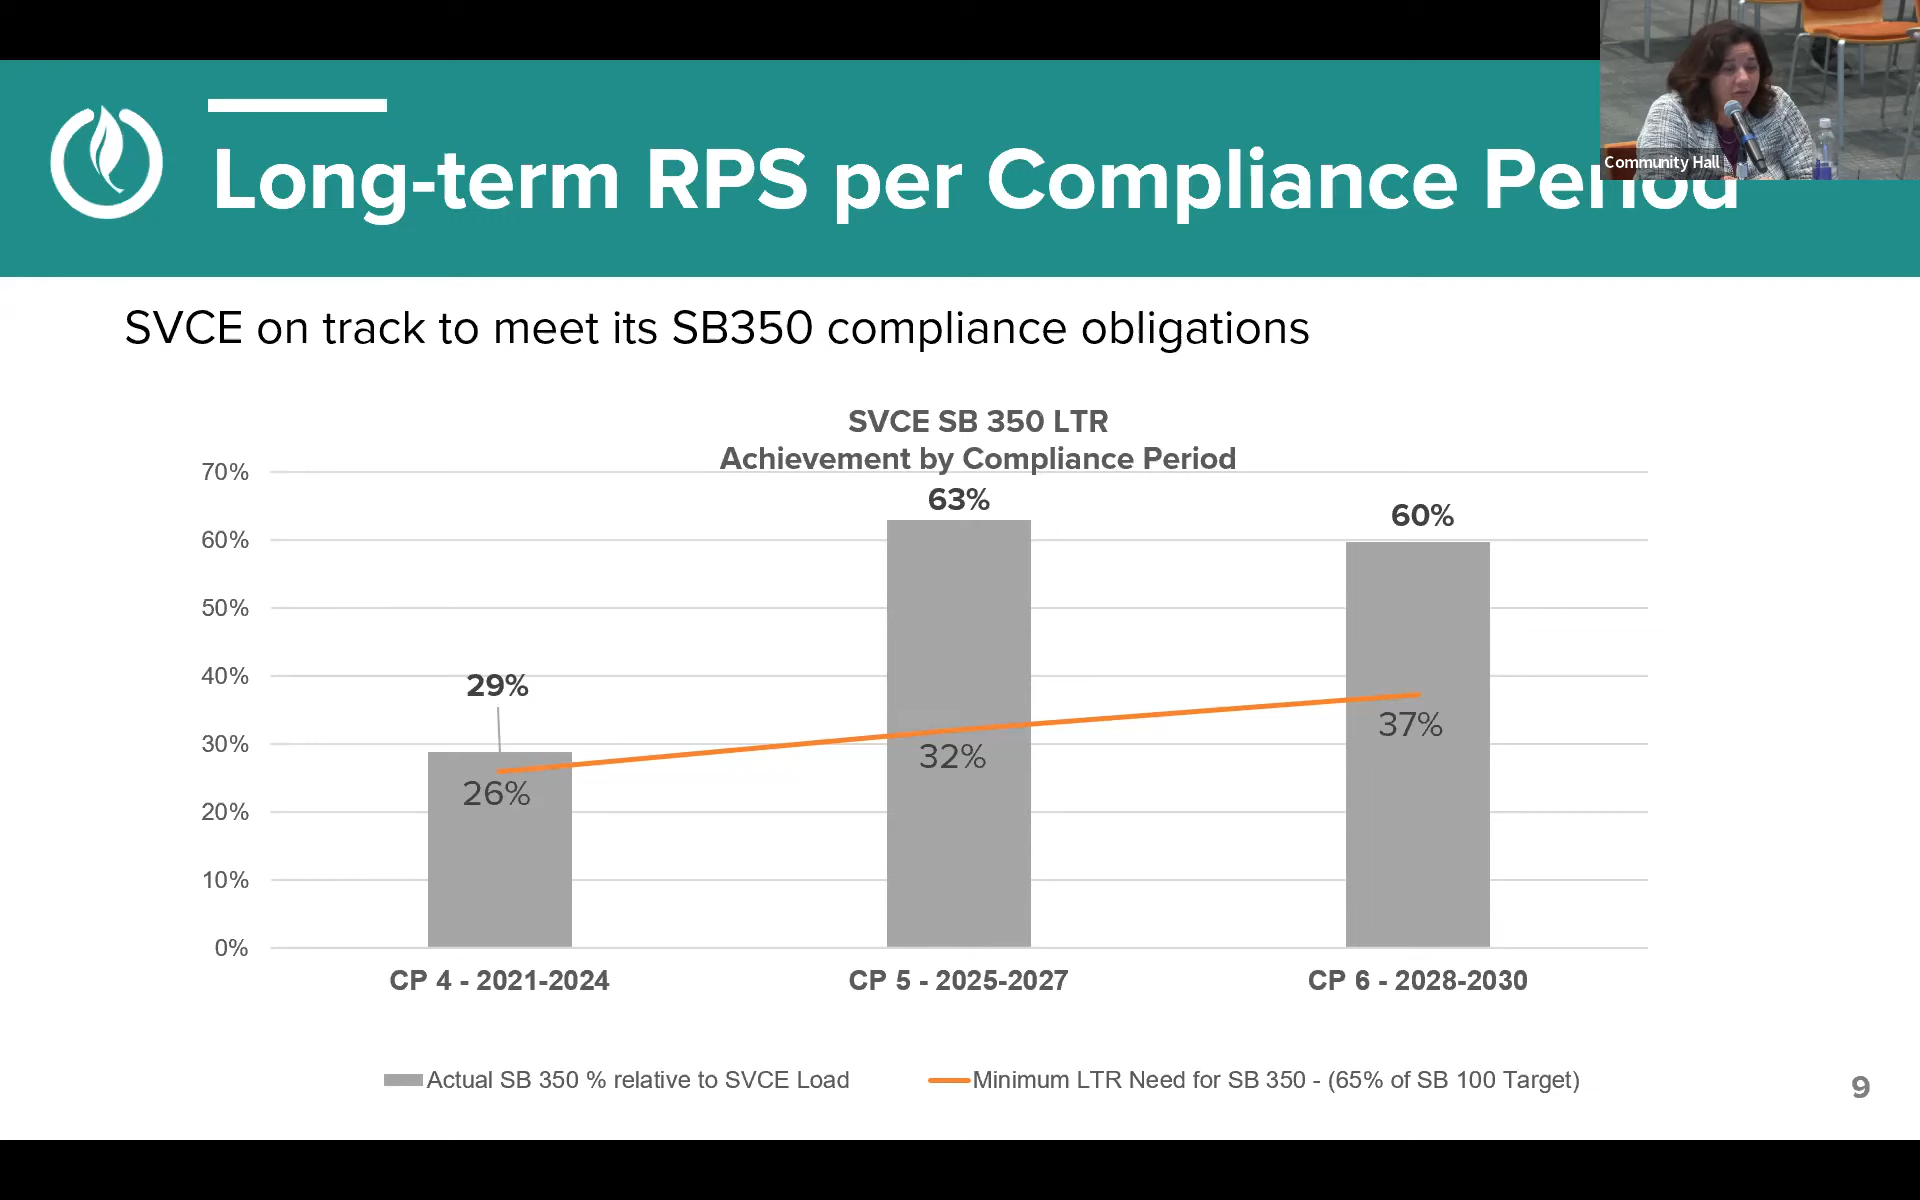 Community Hall
Long-term RPS per Compliance Period
SVCE on track to meet its SB350 compliance obligations
SVCE SB 350 LTR
Achievement by Compliance Period
70%
60%
50%
40%
30%
20%
10%
0%
29%
26%
63%
32%
60%
37%
CP 4 - 2021-2024
CP 5 - 2025-2027
CP 6 - 2028-2030
Actual SB 350 % relative to SVCE Load
Minimum LTR Need for SB 350 - (65% of SB 100 Target)
9